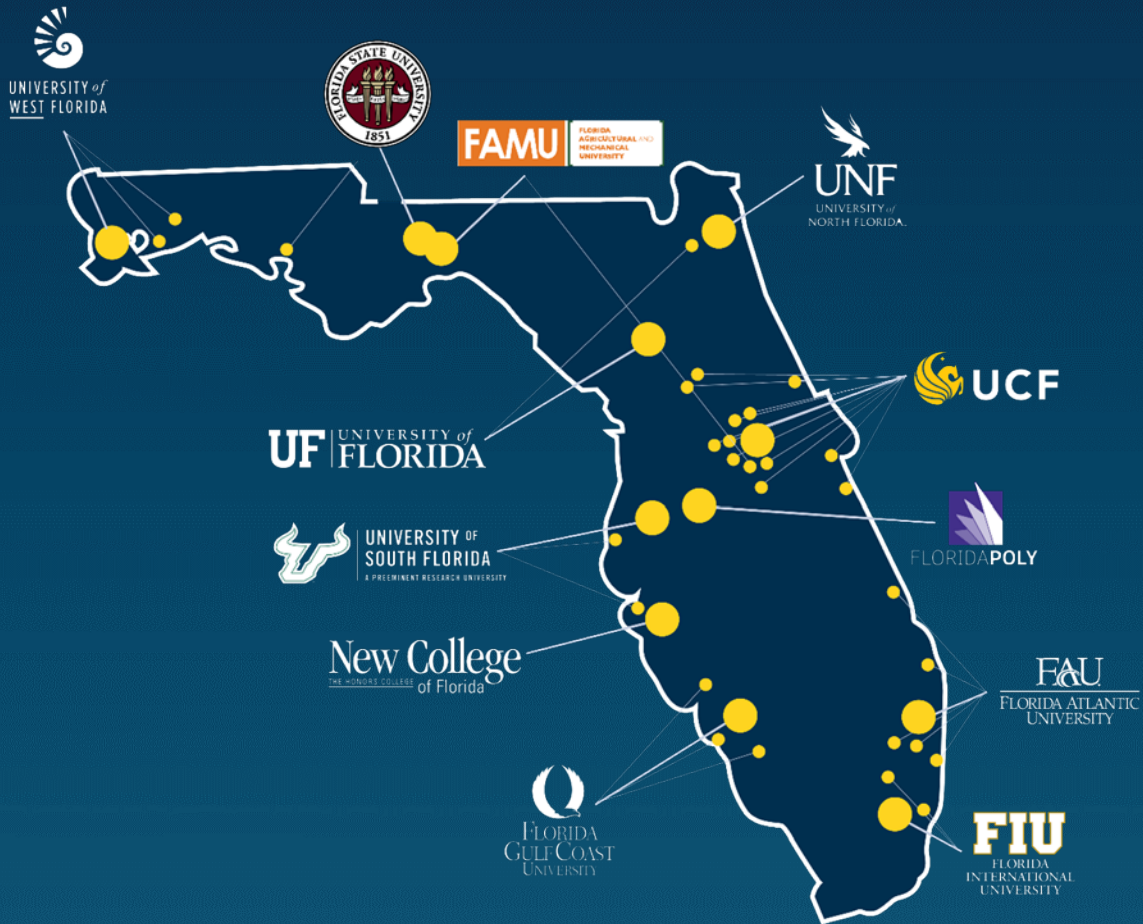 UNIVERSITY of
WEST FLORIDA
FLORIDA STATE UNIVERSITY
1851
FAMU
FLORIDA
AGRICULTURAL AND
MECHANICAL
UNIVERSITY
UNF
UNIVERSITY of
NORTH FLORIDA.
UCF
UF
UNIVERSITY of
FLORIDA
UNIVERSITY OF
SOUTH FLORIDA
A PREEMINENT RESEARCH UNIVERSITY
FLORIDAPOLY
New College
THE HONORS COLLEGE of Florida
FAU
FLORIDA ATLANTIC
UNIVERSITY
FLORIDA
GULF COAST
UNIVERSITY
FIU
FLORIDA
INTERNATIONAL
UNIVERSITY